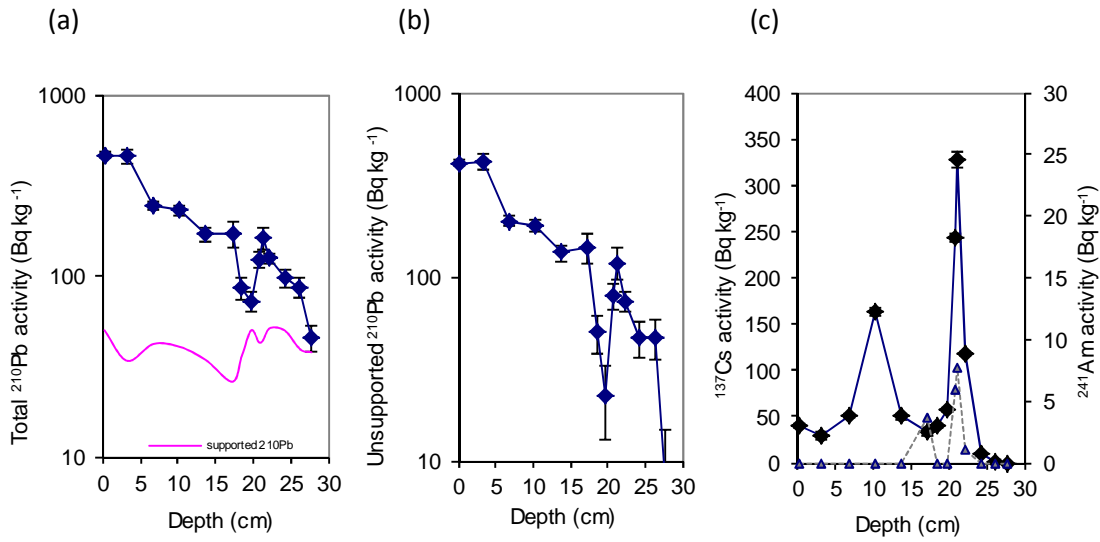 (a)
(b)
(c)
Total ²¹⁰Pb activity (Bq kg⁻¹)
1000
100
10
supported 210Pb
0 5 10 15 20 25 30
Depth (cm)
Unsupported ²¹⁰Pb activity (Bq kg⁻¹)
1000
100
10
0 5 10 15 20 25 30
Depth (cm)
¹³⁷Cs activity (Bq kg⁻¹)
400
350
300
250
200
150
100
50
0
0 5 10 15 20 25 30
Depth (cm)
30
25
20
15
10
5
0
²⁴¹Am activity (Bq kg⁻¹)